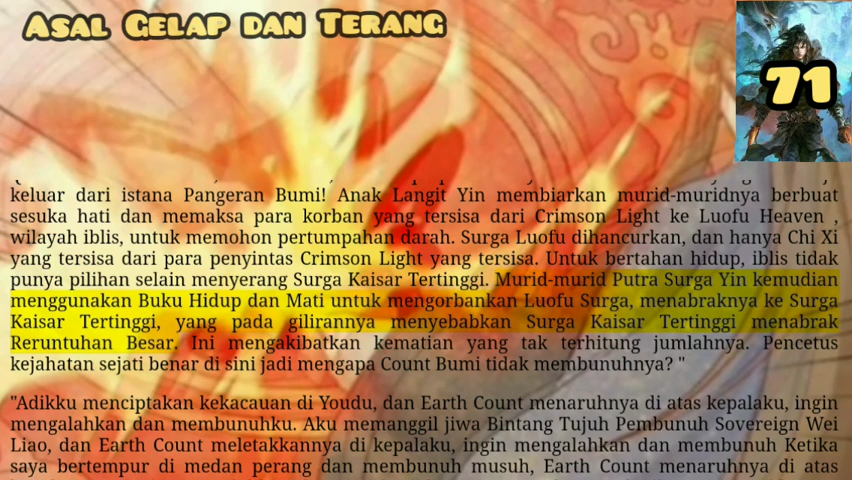 Asal Gelap dan Terang
71
keluar dari istana Pangeran Bumi! Anak Langit Yin membiarkan murid-muridnya berbuat
sesuka hati dan memaksa para korban yang tersisa dari Crimson Light ke Luofu Heaven ,
wilayah iblis, untuk memohon pertumpahan darah. Surga Luofu dihancurkan, dan hanya Chi Xi
yang tersisa dari para penyintas Crimson Light yang tersisa. Untuk bertahan hidup, iblis tidak
punya pilihan selain menyerang Surga Kaisar Tertinggi. Murid-murid Putra Surga Yin kemudian
menggunakan Buku Hidup dan Mati untuk mengorbankan Luofu Surga, menabraknya ke Surga
Kaisar Tertinggi, yang pada gilirannya menyebabkan Surga Kaisar Tertinggi menabrak
Reruntuhan Besar. Ini mengakibatkan kematian yang tak terhitung jumlahnya. Pencetus
kejahatan sejati benar di sini jadi mengapa Count Bumi tidak membunuhnya? "
"Adikku menciptakan kekacauan di Youdu, dan Earth Count menaruhnya di atas kepalaku, ingin
mengalahkan dan membunuhku. Aku memanggil jiwa Bintang Tujuh Pembunuh Sovereign Wei
Liao, dan Earth Count meletakkannya di kepalaku, ingin mengalahkan dan membunuh Ketika
saya bertempur di medan perang dan membunuh musuh, Earth Count menaruhnya di atas